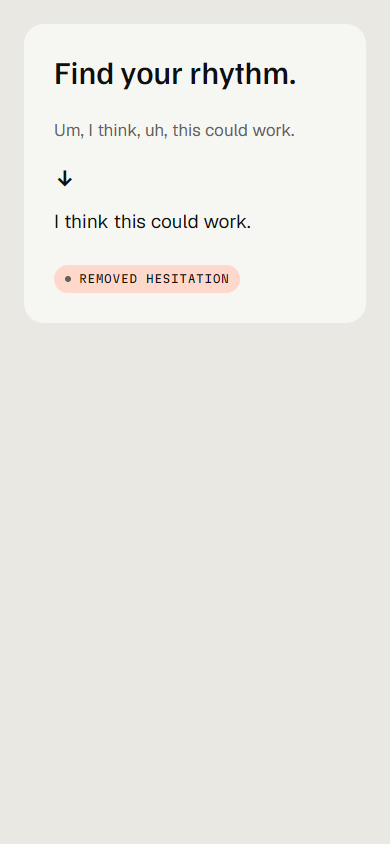 Find your rhythm.
Um, I think, uh, this could work.
↓
I think this could work.
REMOVED HESITATION